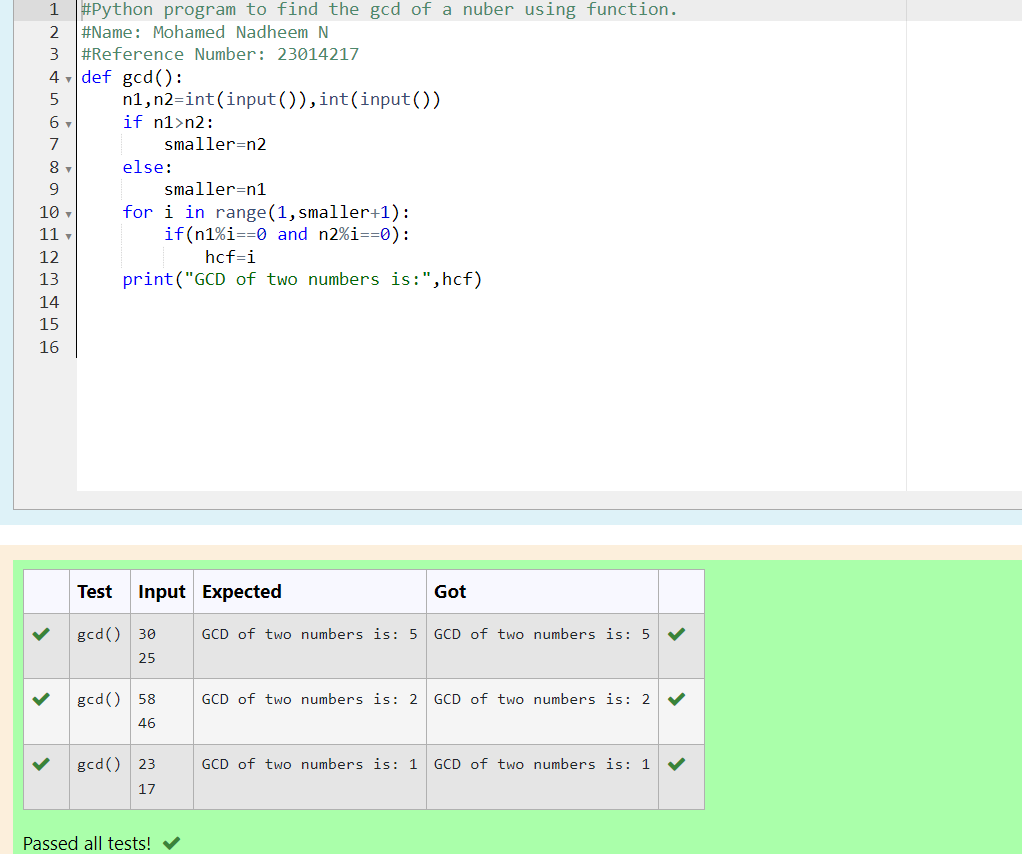 1 #Python program to find the gcd of a nuber using function.
2 #Name: Mohamed Nadheem N
3 #Reference Number: 23014217
4 def gcd():
5     n1,n2=int(input()),int(input())
6     if n1>n2:
7         smaller=n2
8     else:
9         smaller=n1
10     for i in range(1,smaller+1):
11         if(n1%i==0 and n2%i==0):
12             hcf=i
13     print("GCD of two numbers is:",hcf)
14
15
16
Test Input Expected Got
gcd() 30 GCD of two numbers is: 5 GCD of two numbers is: 5
25
gcd() 58 GCD of two numbers is: 2 GCD of two numbers is: 2
46
gcd() 23 GCD of two numbers is: 1 GCD of two numbers is: 1
17
Passed all tests!